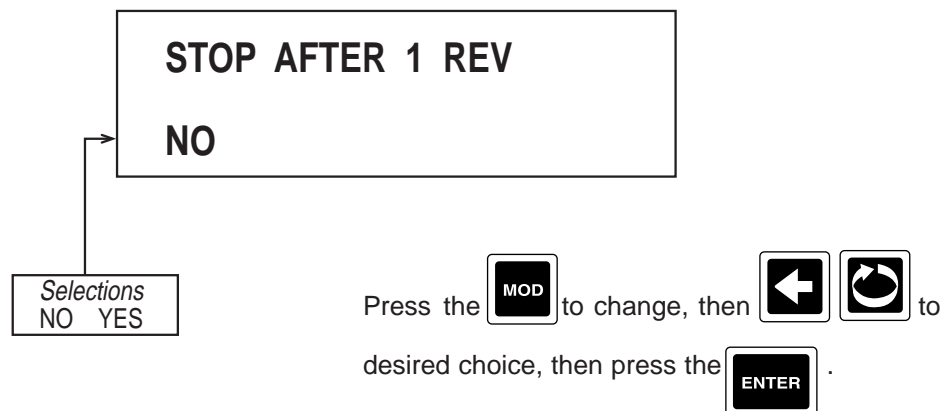 STOP AFTER 1 REV
NO
Selections
NO YES
Press the MOD to change, then to
desired choice, then press the ENTER .